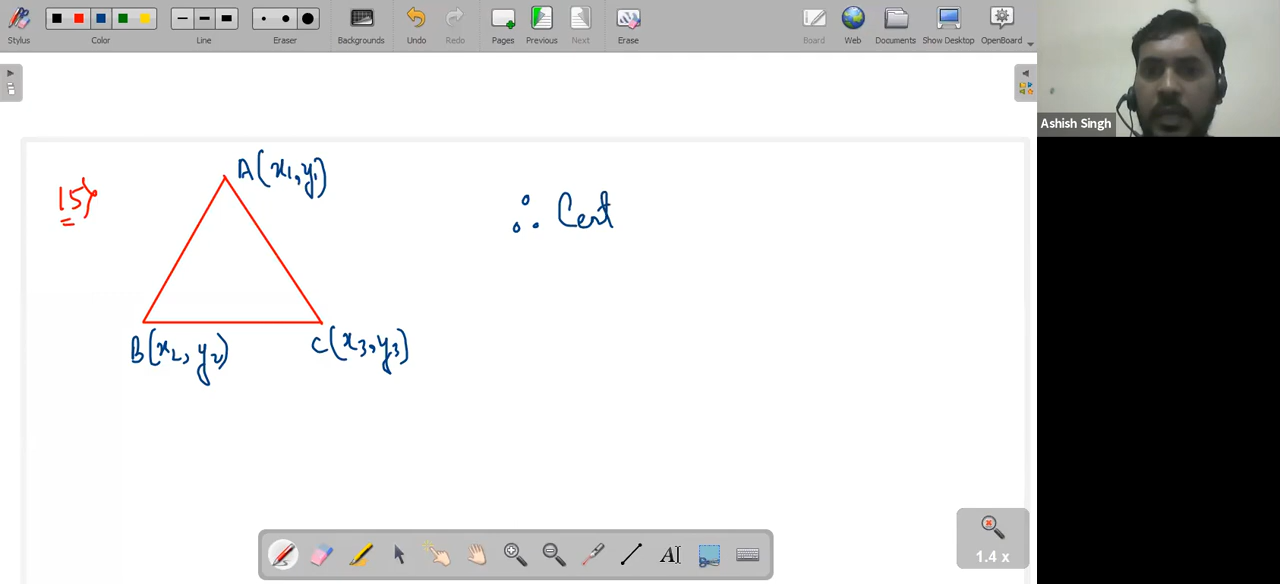 Stylus Color Line Eraser Backgrounds Undo Redo Pages Previous Next Erase Board Web Documents Show Desktop OpenBoard
Ashish Singh
15)
A(x₁, y₁)
∴ Cent
B(x₂, y₂)
C(x₃, y₃)
AI
1.4 x